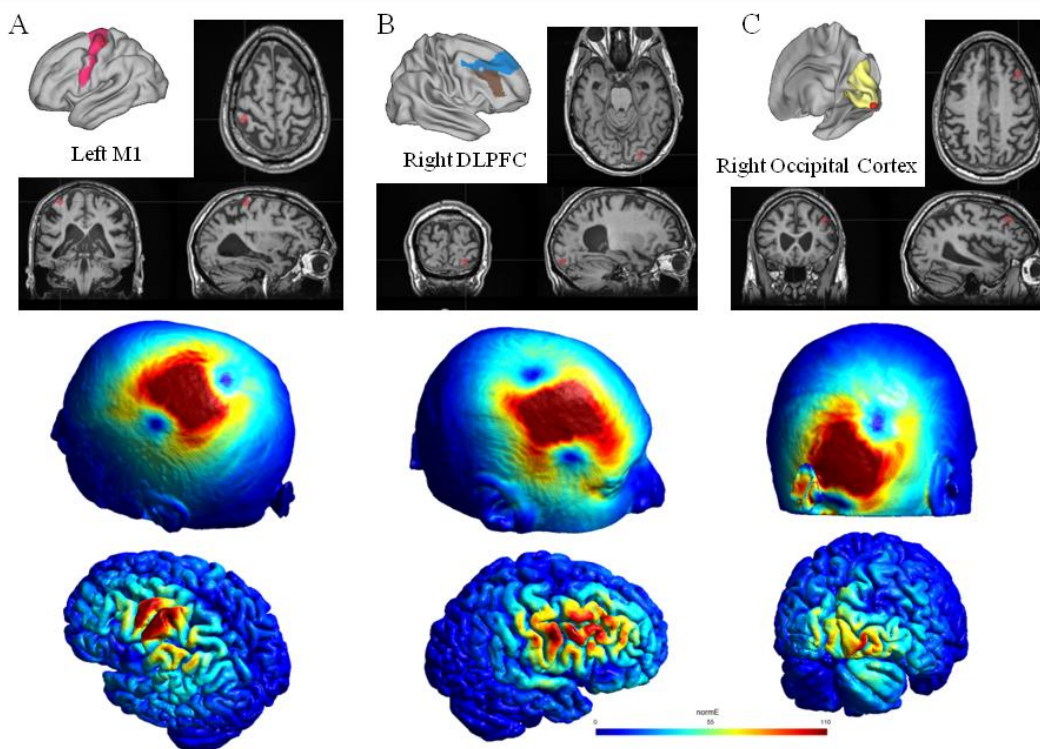 A
Left M1
B
Right DLPFC
C
Right Occipital Cortex
normE
0 55 110